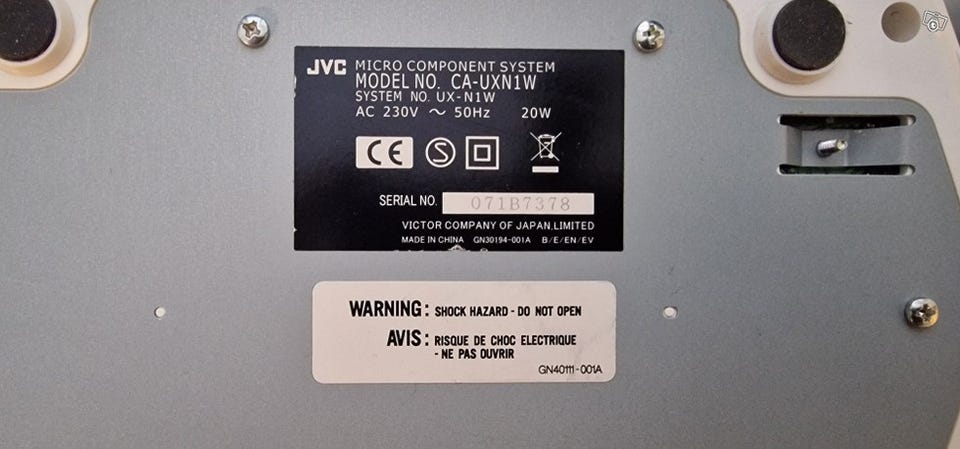 JVC MICRO COMPONENT SYSTEM
MODEL NO. CA-UXN1W
SYSTEM NO. UX-N1W
AC 230V ～ 50Hz 20W
CE S
SERIAL NO. 071B7378
VICTOR COMPANY OF JAPAN,LIMITED
MADE IN CHINA GN30194-001A B/E/EN/EV
WARNING: SHOCK HAZARD - DO NOT OPEN
AVIS: RISQUE DE CHOC ELECTRIQUE
- NE PAS OUVRIR
GN40111-001A